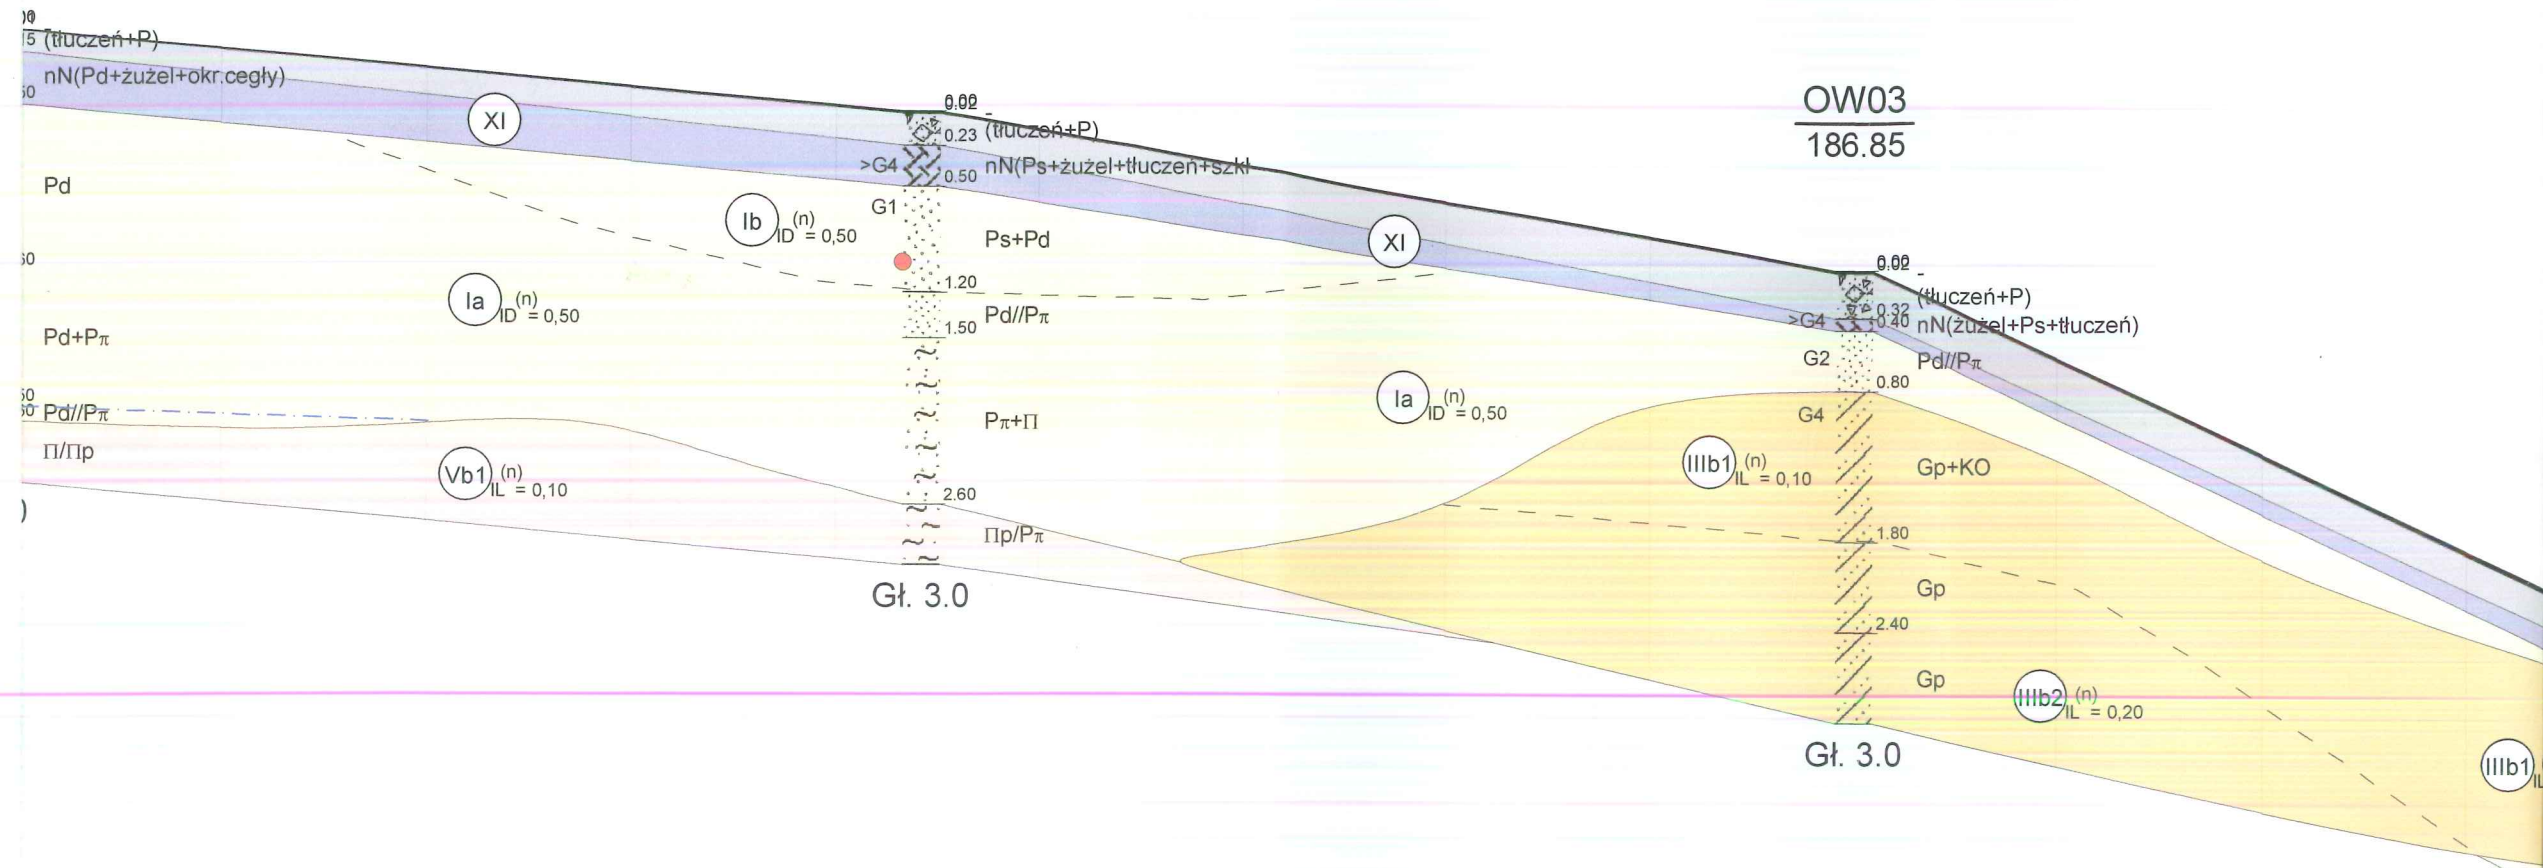 (tłuczeń+P)
nN(Pd+żużel+okr.cegły)
XI
Pd
Ia
ID (n) = 0,50
Pd+Pπ
Pd//Pπ
Π/Πp
Vb1
IL (n) = 0,10
0.02
0.23
(tłuczeń+P)
>G4
nN(Ps+żużel+tłuczeń+szkł
0.50
G1
Ib
ID (n) = 0,50
Ps+Pd
1.20
Pd//Pπ
1.50
Pπ+Π
2.60
Πp/Pπ
Gł. 3.0
XI
Ia
ID (n) = 0,50
OW03
186.85
0.02
(tłuczeń+P)
0.32
>G4
0.40
nN(żużel+Ps+tłuczeń)
G2
Pd//Pπ
0.80
G4
IIIb1
IL (n) = 0,10
Gp+KO
1.80
Gp
2.40
Gp
IIIb2
IL (n) = 0,20
Gł. 3.0
IIIb1